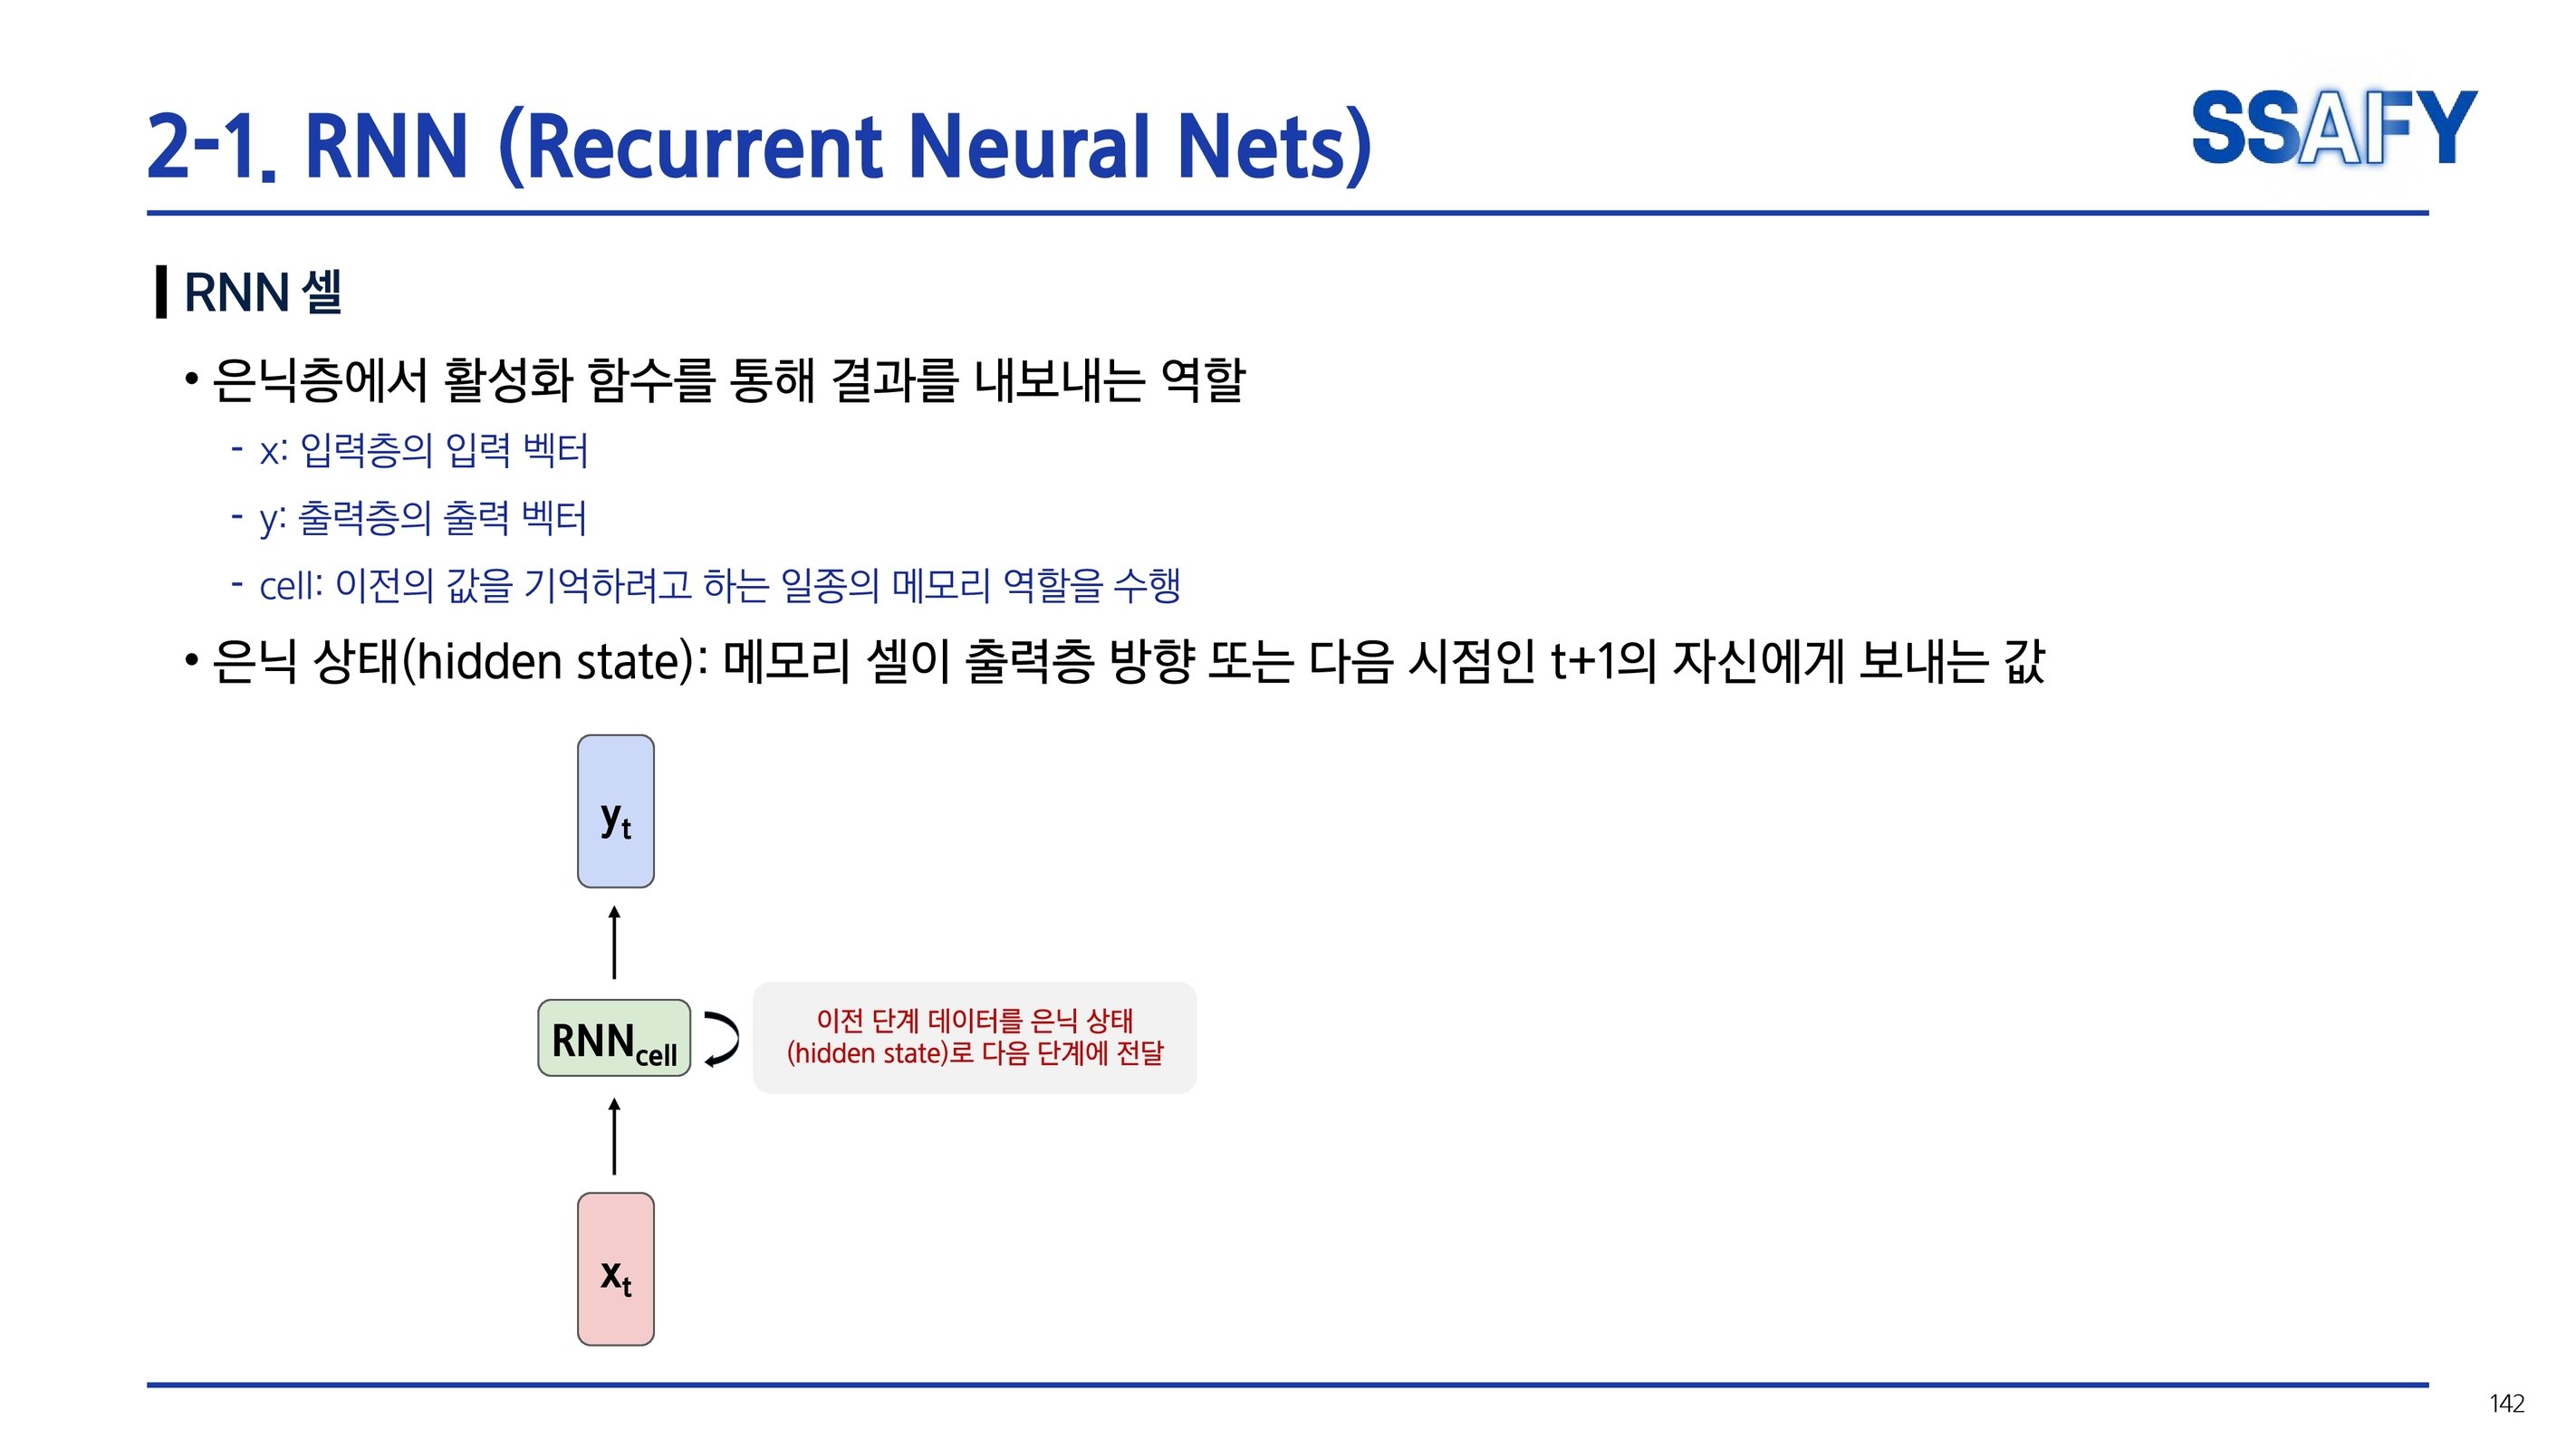 2-1. RNN (Recurrent Neural Nets)
SSAFY
RNN 셀
• 은닉층에서 활성화 함수를 통해 결과를 내보내는 역할
- x: 입력층의 입력 벡터
- y: 출력층의 출력 벡터
- cell: 이전의 값을 기억하려고 하는 일종의 메모리 역할을 수행
• 은닉 상태(hidden state): 메모리 셀이 출력층 방향 또는 다음 시점인 t+1의 자신에게 보내는 값
yt
RNNcell
이전 단계 데이터를 은닉 상태
(hidden state)로 다음 단계에 전달
xt
142